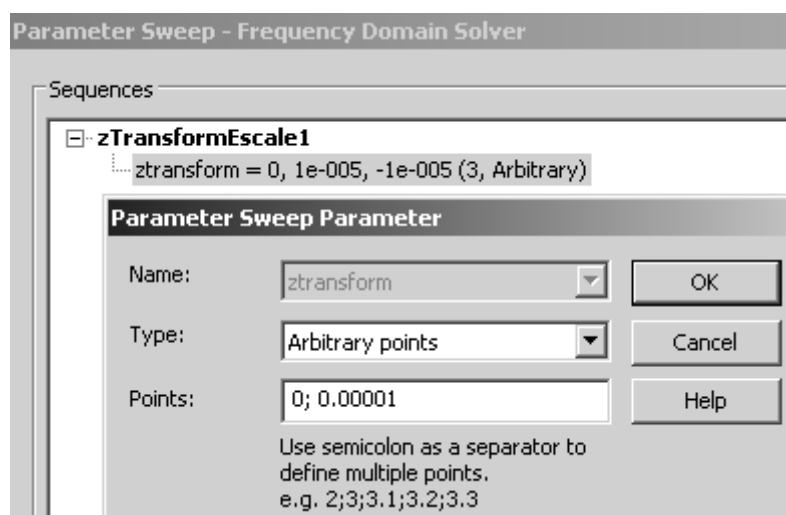 Parameter Sweep - Frequency Domain Solver
Sequences
zTransformEscale1
ztransform = 0, 1e-005, -1e-005 (3, Arbitrary)
Parameter Sweep Parameter
Name: ztransform OK
Type: Arbitrary points Cancel
Points: 0; 0.00001 Help
Use semicolon as a separator to
define multiple points.
e.g. 2;3;3.1;3.2;3.3